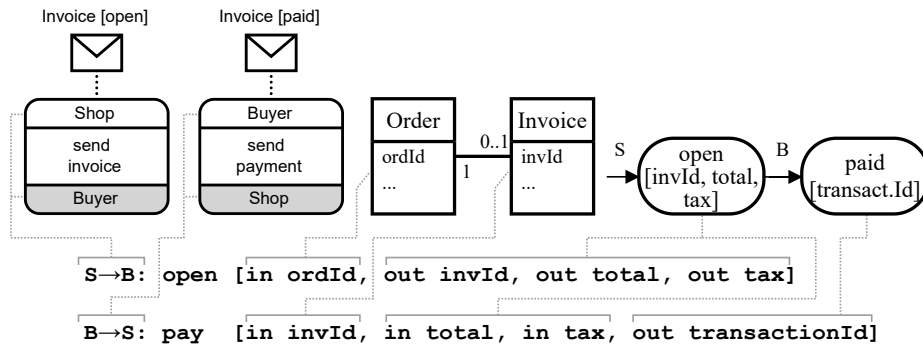 Invoice [open]
Invoice [paid]
Shop
send
invoice
Buyer
Buyer
send
payment
Shop
Order
ordId
...
1
0..1
Invoice
invId
...
S
open
[invId, total,
tax]
B
paid
[transact.Id]
S→B: open [in ordId, out invId, out total, out tax]
B→S: pay [in invId, in total, in tax, out transactionId]